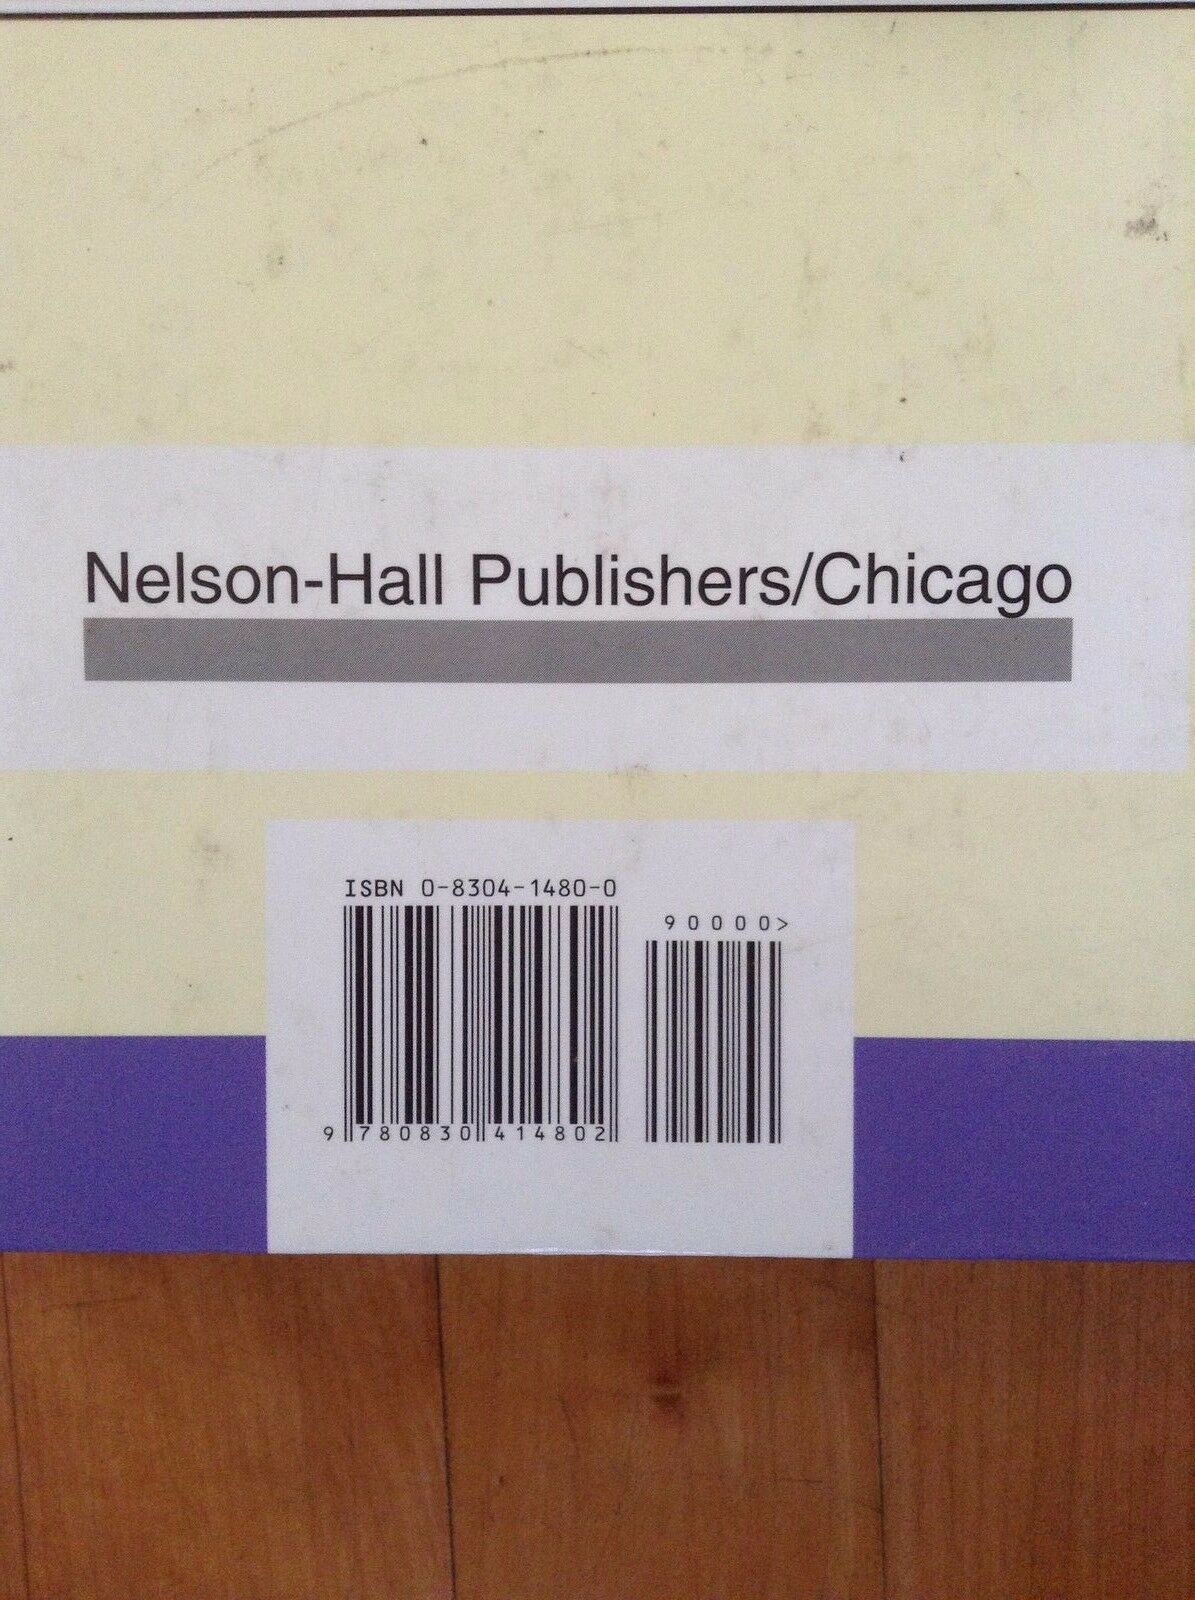 Nelson-Hall Publishers/Chicago
ISBN 0-8304-1480-0
90000>
9 780830 414802